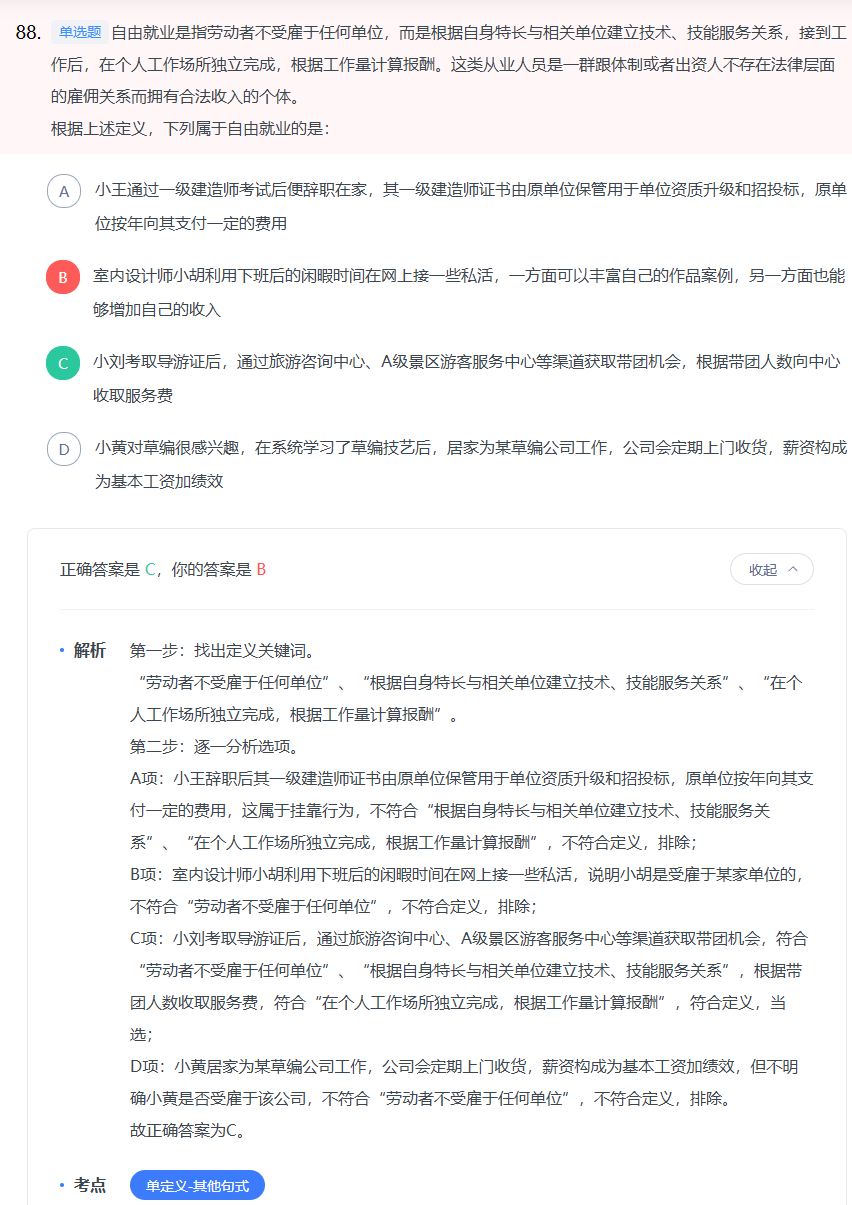 88. 单选题 自由就业是指劳动者不受雇于任何单位，而是根据自身特长与相关单位建立技术、技能服务关系，接到工
作后，在个人工作场所独立完成，根据工作量计算报酬。这类从业人员是一群跟体制或者出资人不存在法律层面
的雇佣关系而拥有合法收入的个体。
根据上述定义，下列属于自由就业的是：
A 小王通过一级建造师考试后便辞职在家，其一级建造师证书由原单位保管用于单位资质升级和招投标，原单
位按年向其支付一定的费用
B 室内设计师小胡利用下班后的闲暇时间在网上接一些私活，一方面可以丰富自己的作品案例，另一方面也能
够增加自己的收入
C 小刘考取导游证后，通过旅游咨询中心、A级景区游客服务中心等渠道获取带团机会，根据带团人数向中心
收取服务费
D 小黄对草编很感兴趣，在系统学习了草编技艺后，居家为某草编公司工作，公司会定期上门收货，薪资构成
为基本工资加绩效
正确答案是 C，你的答案是 B 收起
解析 第一步：找出定义关键词。
“劳动者不受雇于任何单位”、“根据自身特长与相关单位建立技术、技能服务关系”、“在个
人工作场所独立完成，根据工作量计算报酬”。
第二步：逐一分析选项。
A项：小王辞职后其一级建造师证书由原单位保管用于单位资质升级和招投标，原单位按年向其支
付一定的费用，这属于挂靠行为，不符合“根据自身特长与相关单位建立技术、技能服务关
系”、“在个人工作场所独立完成，根据工作量计算报酬”，不符合定义，排除；
B项：室内设计师小胡利用下班后的闲暇时间在网上接一些私活，说明小胡是受雇于某家单位的，
不符合“劳动者不受雇于任何单位”，不符合定义，排除；
C项：小刘考取导游证后，通过旅游咨询中心、A级景区游客服务中心等渠道获取带团机会，符合
“劳动者不受雇于任何单位”、“根据自身特长与相关单位建立技术、技能服务关系”，根据带
团人数收取服务费，符合“在个人工作场所独立完成，根据工作量计算报酬”，符合定义，当
选；
D项：小黄居家为某草编公司工作，公司会定期上门收货，薪资构成为基本工资加绩效，但不明
确小黄是否受雇于该公司，不符合“劳动者不受雇于任何单位”，不符合定义，排除。
故正确答案为C。
考点 单定义-其他句式